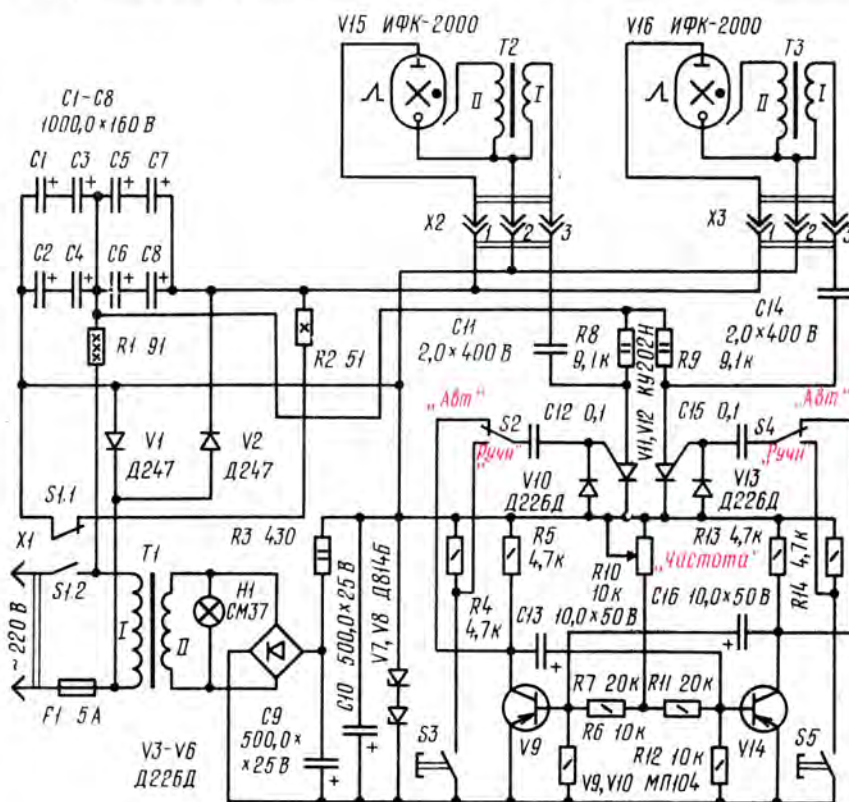 V15 ИФК-2000
V16 ИФК-2000
T2
T3
II
I
II
I
C1-C8
1000,0×160 В
C1 C3 C5 C7
+ + + +
C2 C4 C6 C8
+ + + +
X2
1 2 3
X3
1 2 3
R1 91
R2 51
C11
2,0×400 В
R8
9,1к
КУ202Н
V11,V12
R9
9,1к
C14
2,0×400 В
„Авт"
„Ручн"
S2
C12 0,1
C15 0,1
S4
„Авт"
„Ручн"
V1
Д247
V2
Д247
V10
Д226Д
V13
Д226Д
S1.1
X1
S1.2
~220 В
F1 5А
T1
I
II
H1
СМ37
R3 430
C10 500,0×25 В
+
V7, V8 Д814Б
R4
4,7к
R5
4,7к
R10
10к
„Частота"
R13 4,7к
4,7к
R14
C13 10,0×50 В
+
C16 10,0×50 В
+
R7 20к
R11 20к
R6 10к
R12 10к
V9
V14
V9,V10 МП104
S3
S5
C9
500,0×
×25 В
+
V3-V6
Д226Д